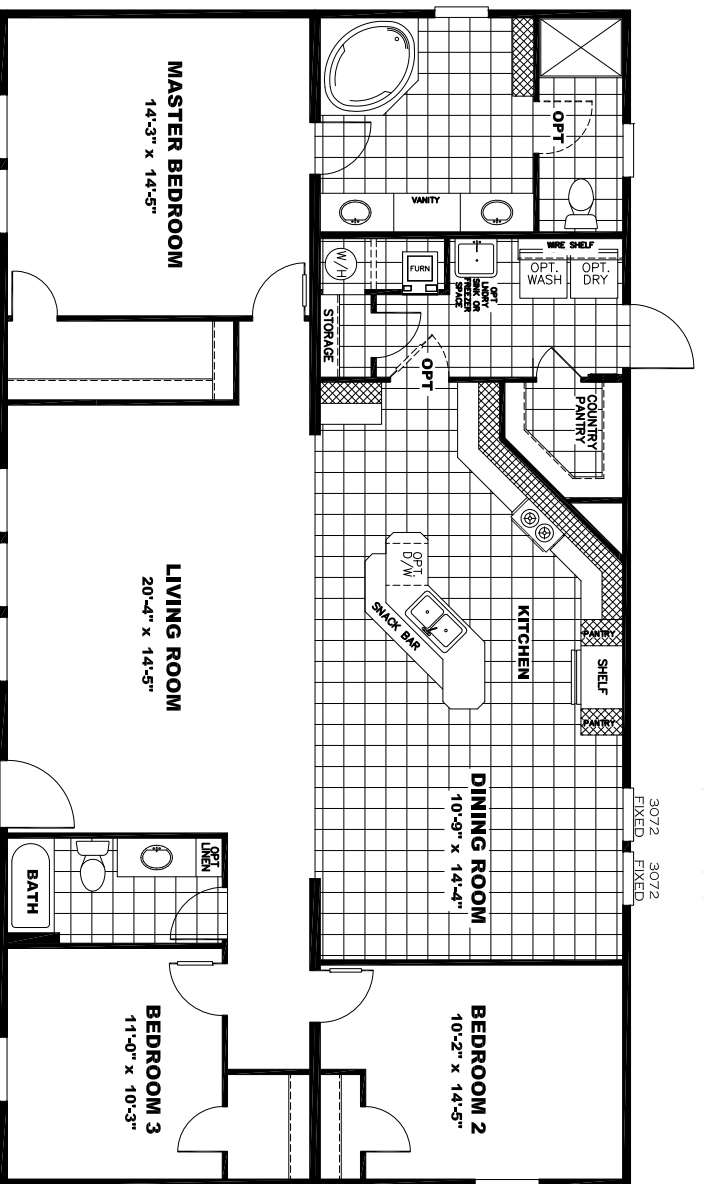 MASTER BEDROOM
14'-3" x 14'-5"
OPT
VANITY
W/H
FURN
STORAGE
OPT
LNDRY
SINK OR
FREEZER
SPACE
WIRE SHELF
OPT.
WASH
OPT.
DRY
OPT
COUNTRY
PANTRY
LIVING ROOM
20'-4" x 14'-5"
OPT.
D/W
SNACK BAR
KITCHEN
PANTRY
SHELF
PANTRY
DINING ROOM
10'-9" x 14'-4"
3072
FIXED
3072
FIXED
OPT
LINEN
BATH
BEDROOM 3
11'-0" x 10'-3"
BEDROOM 2
10'-2" x 14'-5"